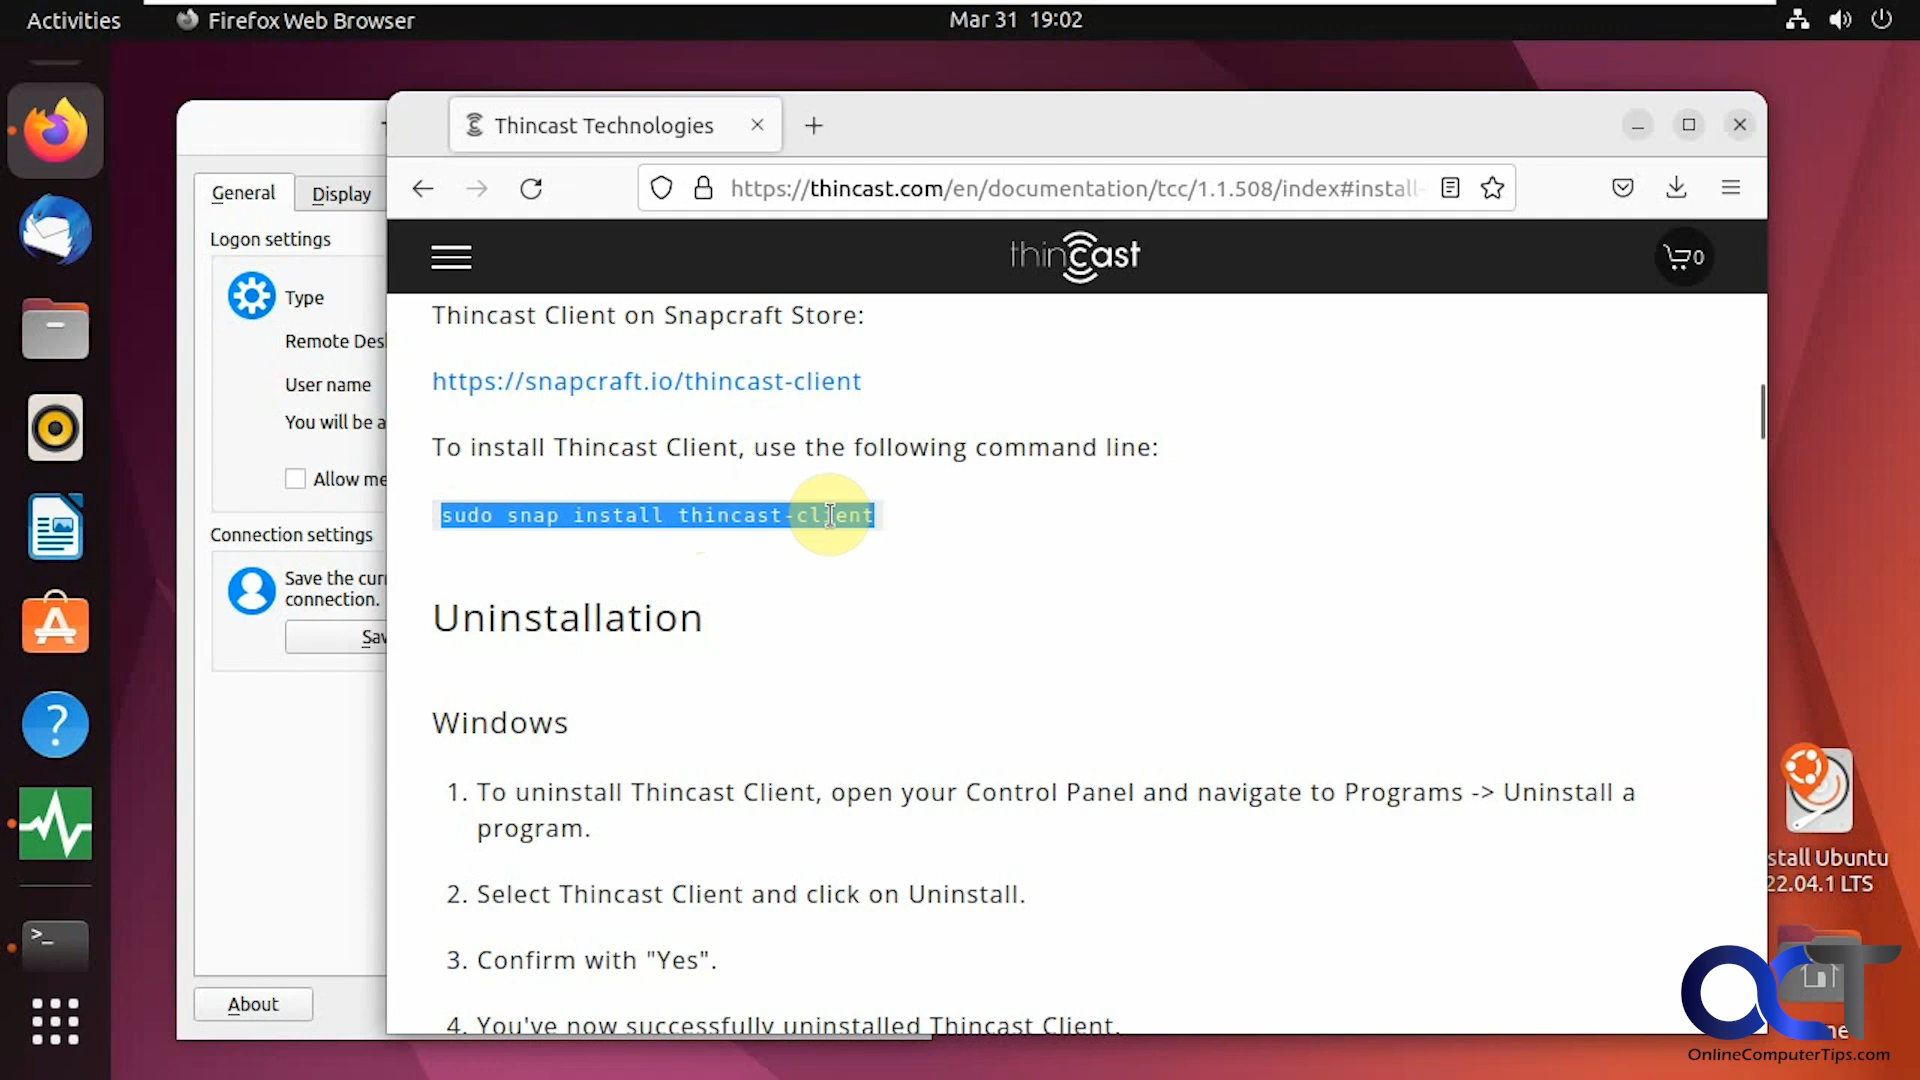 Activities
Firefox Web Browser
Mar 31 19:02
Thincast Technologies
https://thincast.com/en/documentation/tcc/1.1.508/index#install-
General
Display
Logon settings
Type
Remote Des
User name
You will be a
Allow me
Connection settings
Save the cur
connection.
Sav
About
thincast
0
Thincast Client on Snapcraft Store:
https://snapcraft.io/thincast-client
To install Thincast Client, use the following command line:
sudo snap install thincast-client
Uninstallation
Windows
1. To uninstall Thincast Client, open your Control Panel and navigate to Programs -> Uninstall a
program.
2. Select Thincast Client and click on Uninstall.
3. Confirm with "Yes".
4. You've now successfully uninstalled Thincast Client.
stall Ubuntu
22.04.1 LTS
OCT
OnlineComputerTips.com